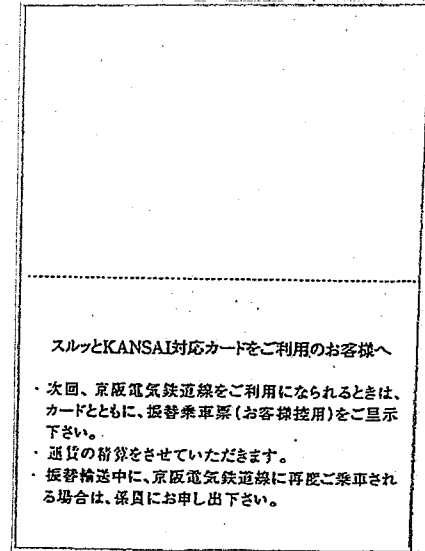 スルッとKANSAI対応カードをご利用のお客様へ
・次回、京阪電気鉄道線をご利用になられるときは、
カードとともに、振替乗車票(お客様控用)をご呈示
下さい。
・運賃の精算をさせていただきます。
・振替輸送中に、京阪電気鉄道線に再度ご乗車され
る場合は、係員にお申し出下さい。